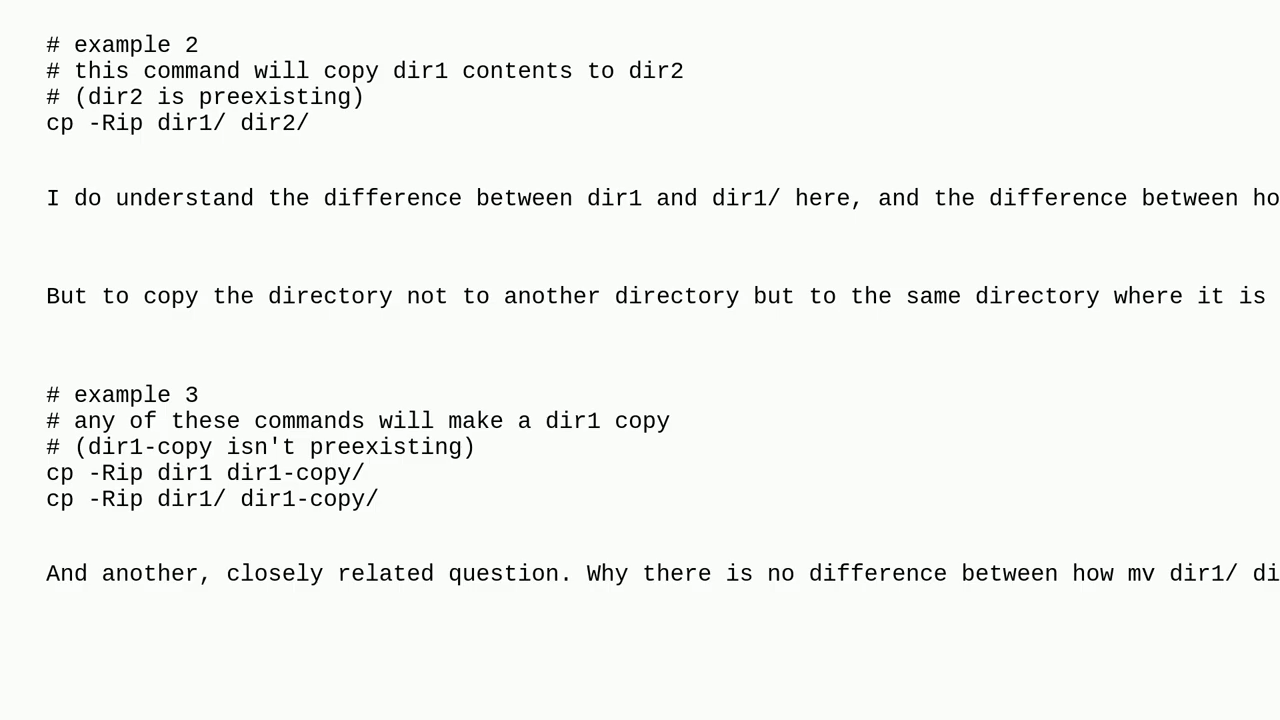 # example 2
# this command will copy dir1 contents to dir2
# (dir2 is preexisting)
cp -Rip dir1/ dir2/
I do understand the difference between dir1 and dir1/ here, and the difference between
But to copy the directory not to another directory but to the same directory where it is
# example 3
# any of these commands will make a dir1 copy
# (dir1-copy isn't preexisting)
cp -Rip dir1 dir1-copy/
cp -Rip dir1/ dir1-copy/
And another, closely related question. Why there is no difference between how mv dir1/